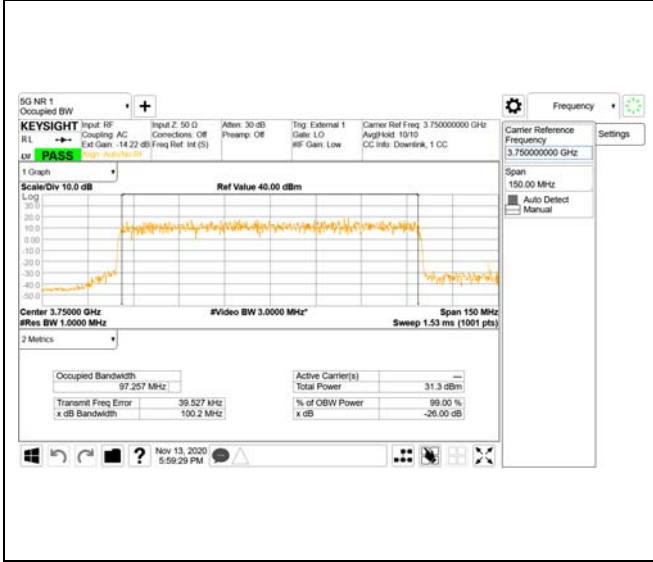 5G NR 1
Occupied BW
Frequency
KEYSIGHT
Input: RF
Input Z: 50 Ω
Atten: 30 dB
Trig: External 1
Carrier Ref Freq: 3.750000000 GHz
R L
Coupling: AC
Corrections: Off
Preamp: Off
Gate: LO
Avg|Hold: 10/10
Ext Gain: -14.22 dB
Freq Ref: Int (S)
#IF Gain: Low
CC Info: Downlink, 1 CC
PASS
Align: Auto/No RF
Carrier Reference
Frequency
3.750000000 GHz
Settings
Span
150.00 MHz
Auto Detect
Manual
1 Graph
Scale/Div 10.0 dB
Ref Value 40.00 dBm
Log
30.0
20.0
10.0
0.00
-10.0
-20.0
-30.0
-40.0
-50.0
Center 3.75000 GHz
#Video BW 3.0000 MHz*
Span 150 MHz
#Res BW 1.0000 MHz
Sweep 1.53 ms (1001 pts)
2 Metrics
Occupied Bandwidth
97.257 MHz
Active Carrier(s)
---
Total Power
31.3 dBm
Transmit Freq Error
39.527 kHz
% of OBW Power
99.00 %
x dB Bandwidth
100.2 MHz
x dB
-26.00 dB
?
Nov 13, 2020
5:59:29 PM